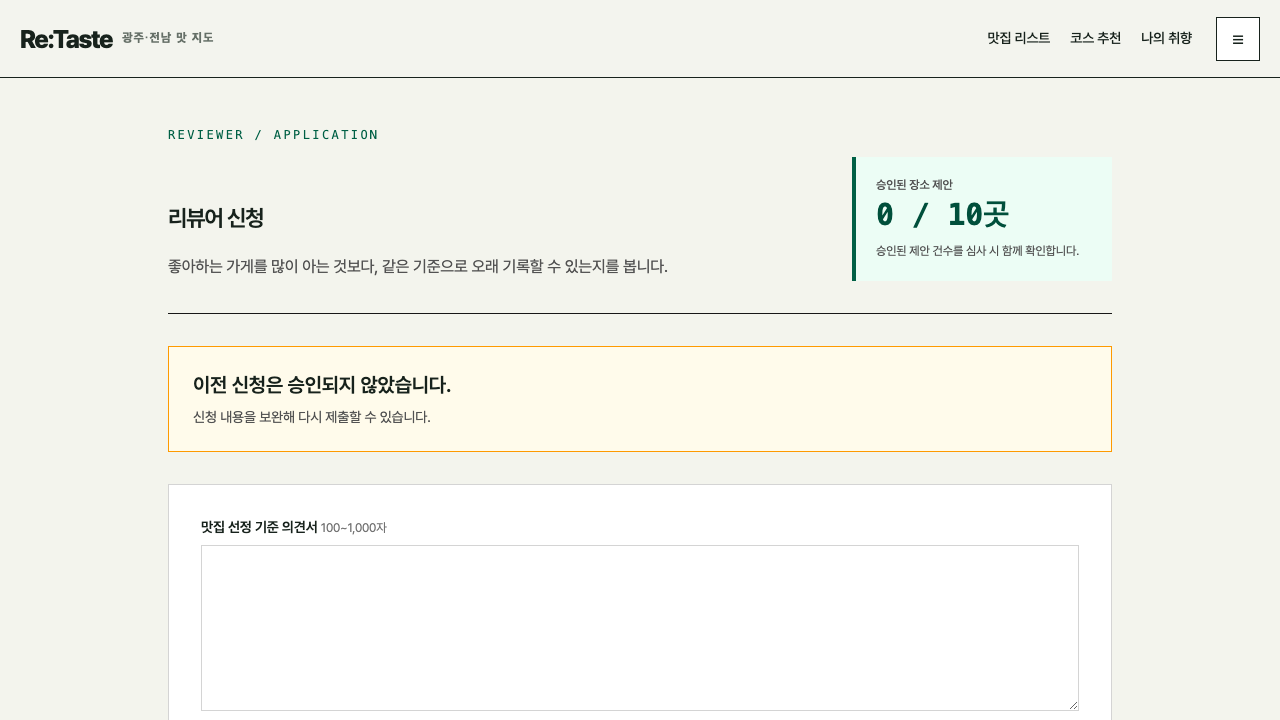 Re:Taste 광주·전남 맛 지도
맛집 리스트 코스 추천 나의 취향
REVIEWER / APPLICATION
리뷰어 신청
좋아하는 가게를 많이 아는 것보다, 같은 기준으로 오래 기록할 수 있는지를 봅니다.
승인된 장소 제안
0 / 10곳
승인된 제안 건수를 심사 시 함께 확인합니다.
이전 신청은 승인되지 않았습니다.
신청 내용을 보완해 다시 제출할 수 있습니다.
맛집 선정 기준 의견서 100~1,000자